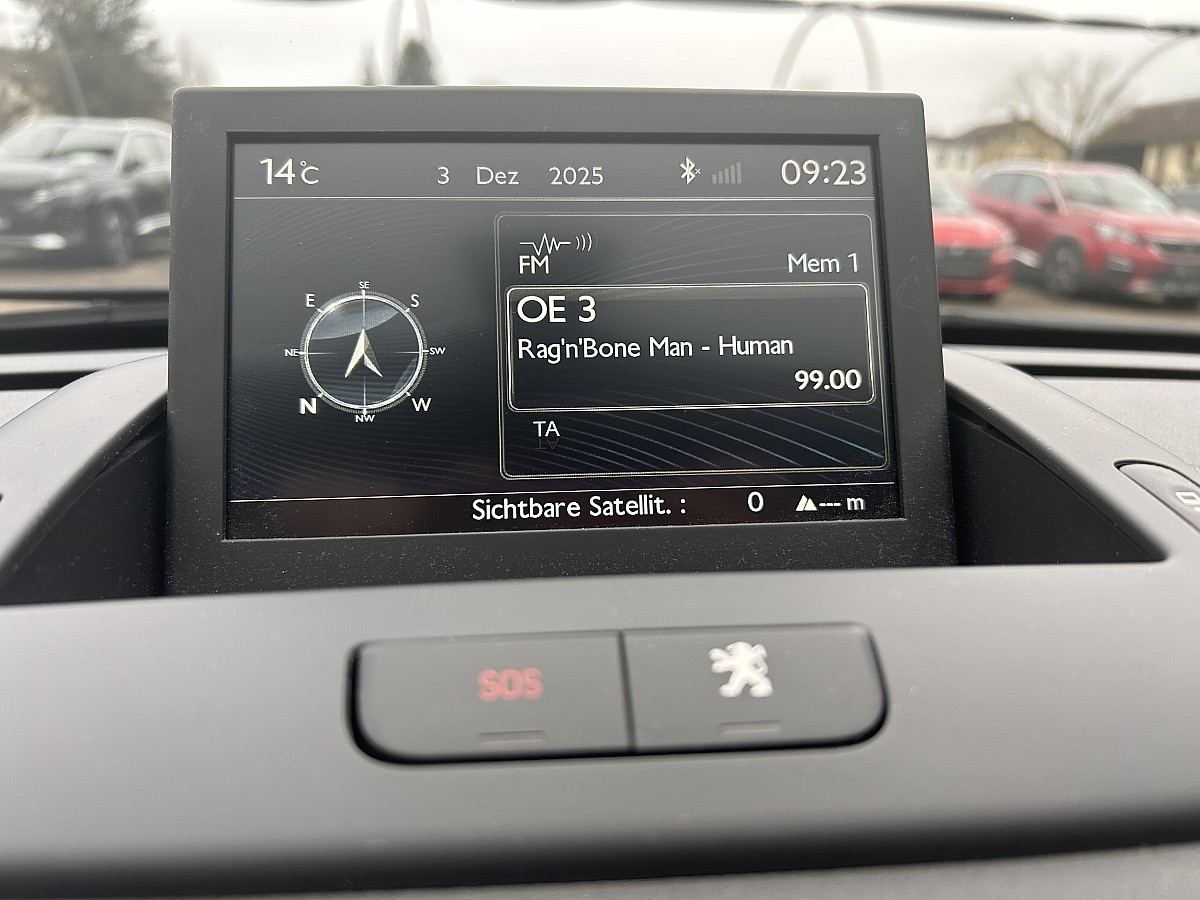 14°C 3 Dez 2025 09:23
FM Mem 1
OE 3
Rag'n'Bone Man - Human
99.00
TA
SE
E S
NE SW
N W
NW
Sichtbare Satellit. : 0 --- m
SOS